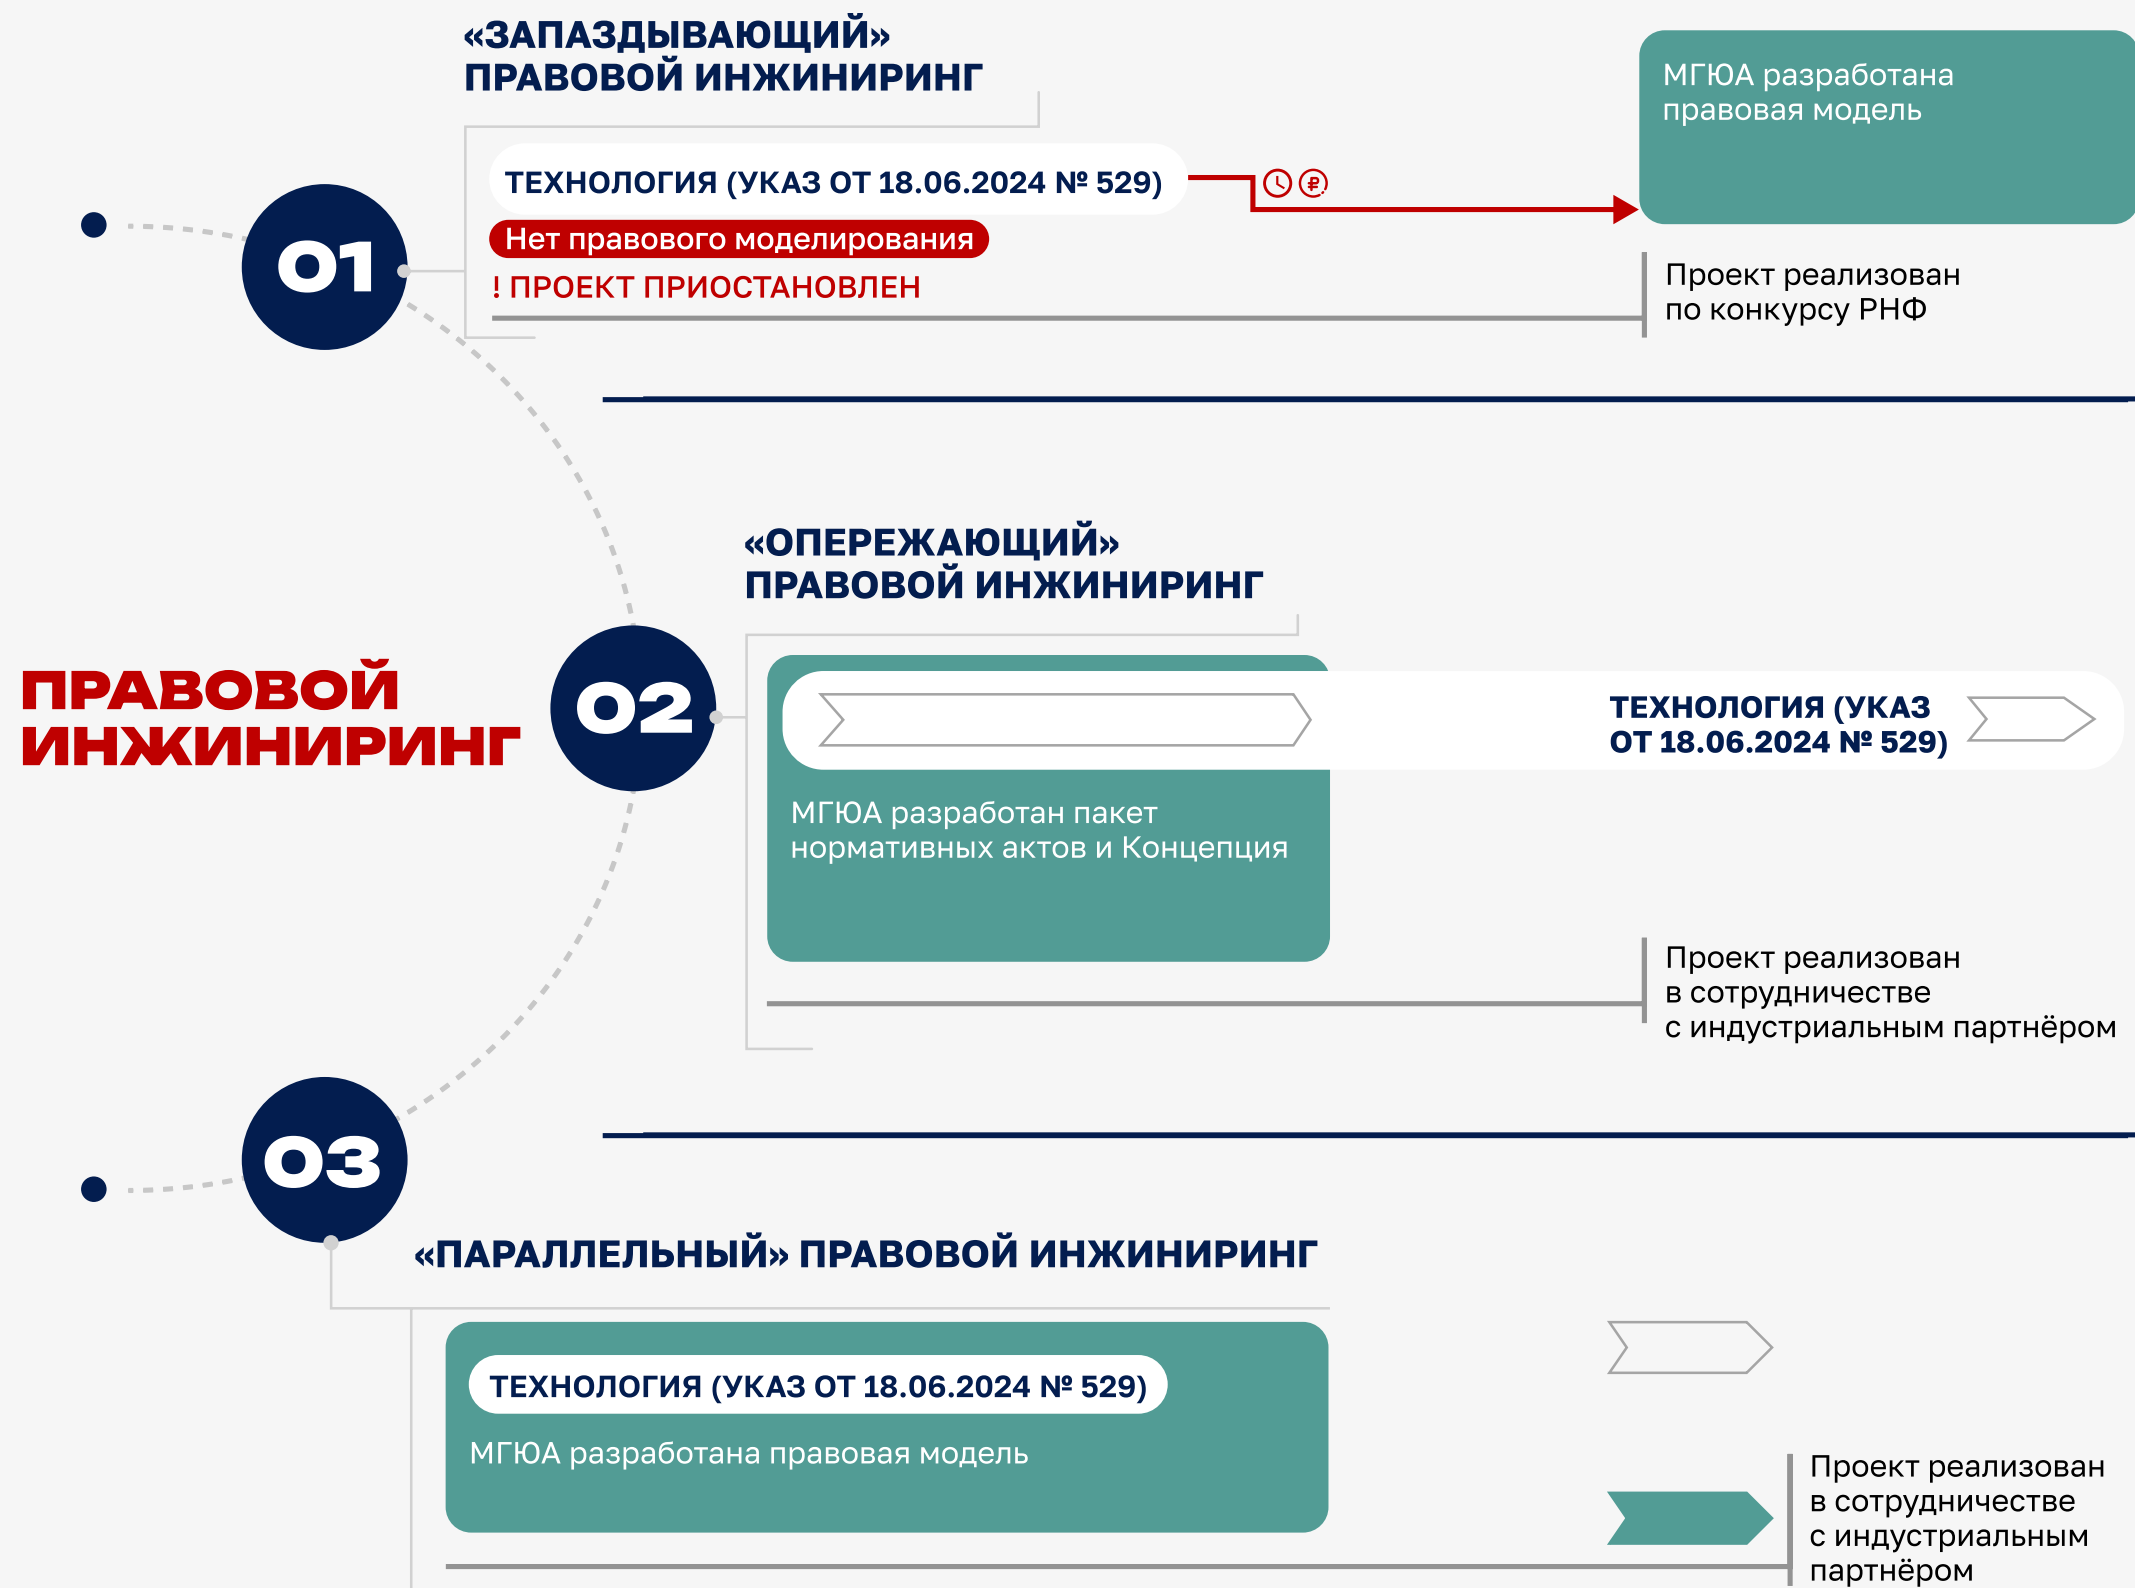 «ЗАПАЗДЫВАЮЩИЙ»
ПРАВОВОЙ ИНЖИНИРИНГ
МГЮА разработана
правовая модель
ТЕХНОЛОГИЯ (УКАЗ ОТ 18.06.2024 № 529)
Нет правового моделирования
! ПРОЕКТ ПРИОСТАНОВЛЕН
01
Проект реализован
по конкурсу РНФ
«ОПЕРЕЖАЮЩИЙ»
ПРАВОВОЙ ИНЖИНИРИНГ
ПРАВОВОЙ
ИНЖИНИРИНГ
02
ТЕХНОЛОГИЯ (УКАЗ
ОТ 18.06.2024 № 529)
МГЮА разработан пакет
нормативных актов и Концепция
Проект реализован
в сотрудничестве
с индустриальным партнёром
03
«ПАРАЛЛЕЛЬНЫЙ» ПРАВОВОЙ ИНЖИНИРИНГ
ТЕХНОЛОГИЯ (УКАЗ ОТ 18.06.2024 № 529)
МГЮА разработана правовая модель
Проект реализован
в сотрудничестве
с индустриальным
партнёром